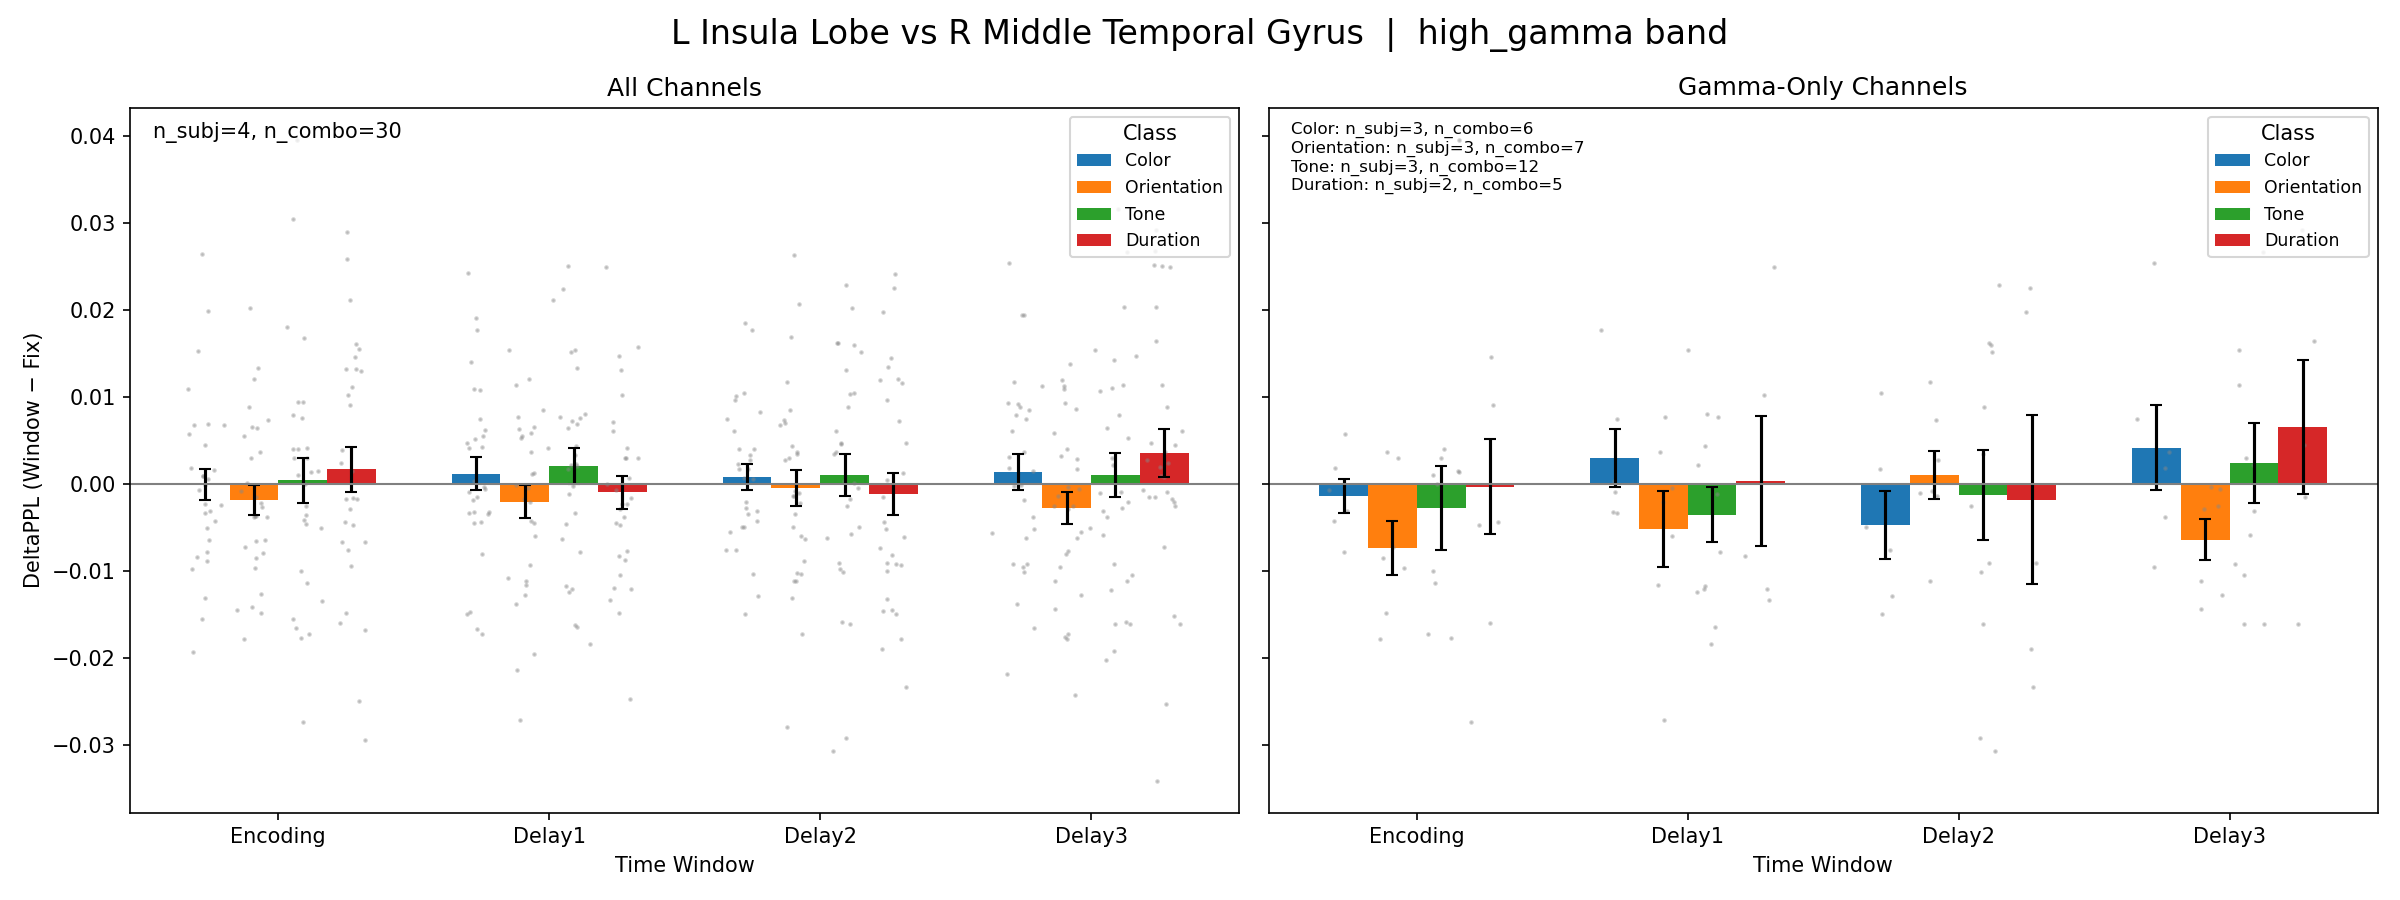 L Insula Lobe vs R Middle Temporal Gyrus | high_gamma band
All Channels
n_subj=4, n_combo=30
Class
Color
Orientation
Tone
Duration
0.04
0.03
0.02
0.01
0.00
−0.01
−0.02
−0.03
DeltaPPL (Window − Fix)
Encoding
Delay1
Delay2
Delay3
Time Window
Gamma-Only Channels
Color: n_subj=3, n_combo=6
Orientation: n_subj=3, n_combo=7
Tone: n_subj=3, n_combo=12
Duration: n_subj=2, n_combo=5
Class
Color
Orientation
Tone
Duration
Encoding
Delay1
Delay2
Delay3
Time Window